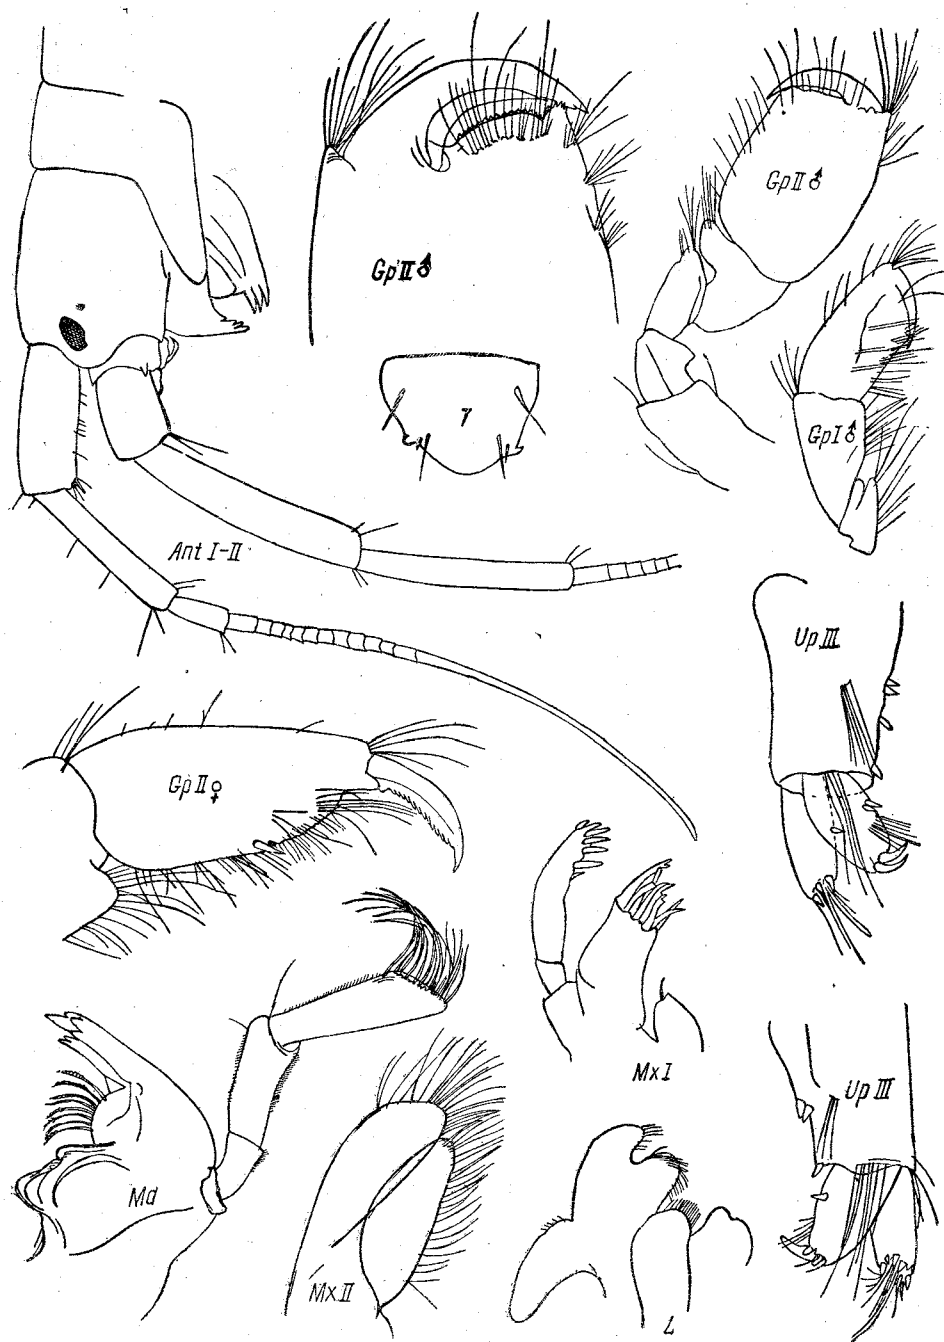 Gp II ♂
Gp II ♂
Gp I ♂
T
Ant I-II
Up III
Gp II ♀
Mx I
Up III
Md
Mx II
L